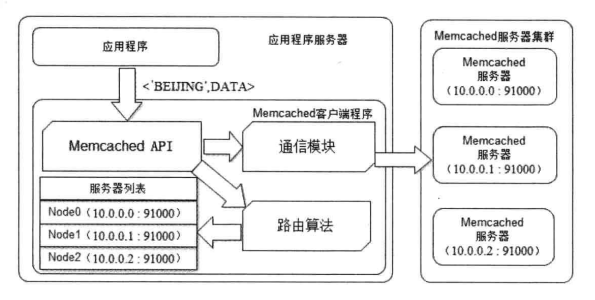 应用程序
应用程序服务器
<'BEIJING',DATA>
Memcached客户端程序
Memcached API
通信模块
服务器列表
Node0（10.0.0.0：91000）
Node1（10.0.0.1：91000）
Node2（10.0.0.2：91000）
路由算法
Memcached服务器集群
Memcached
服务器
（10.0.0.0：91000）
Memcached
服务器
（10.0.0.1：91000）
Memcached
服务器
（10.0.0.2：91000）